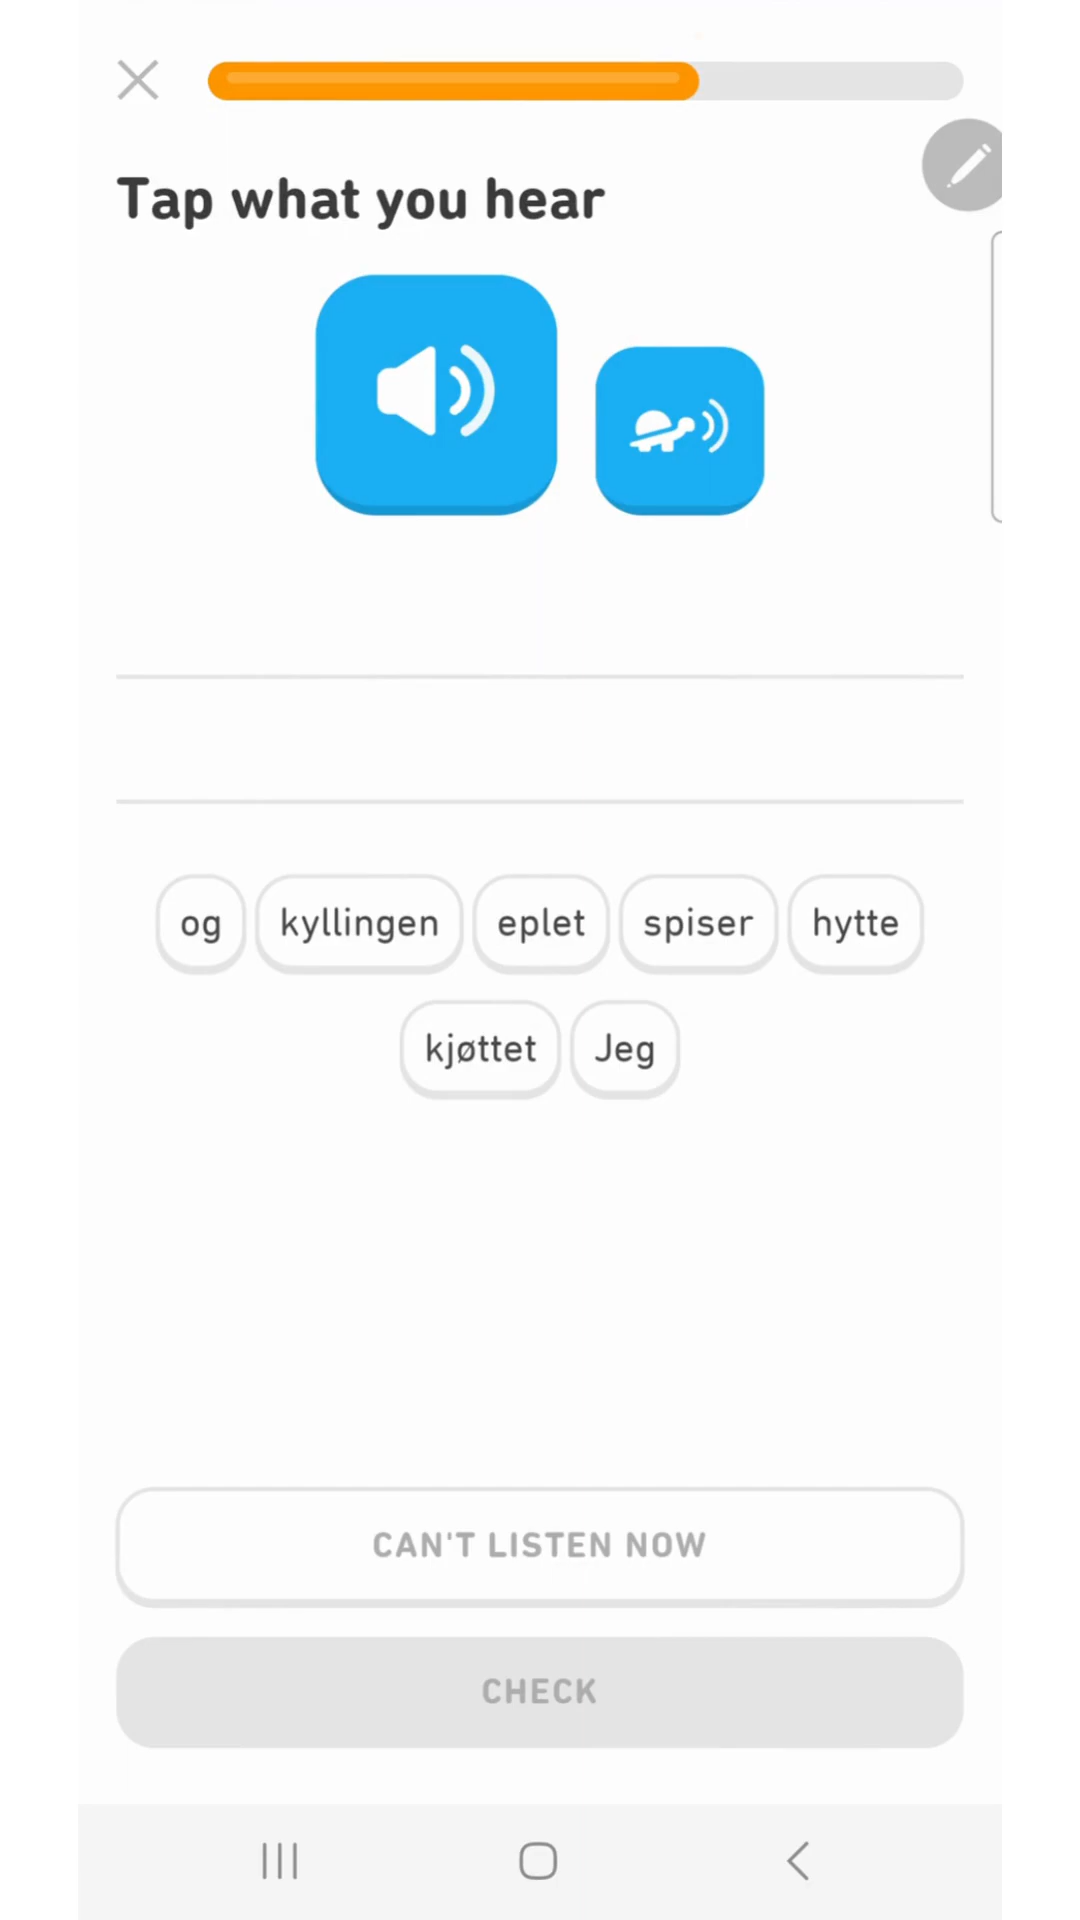 Tap what you hear
og kyllingen eplet spiser hytte
kjøttet Jeg
CAN'T LISTEN NOW
CHECK